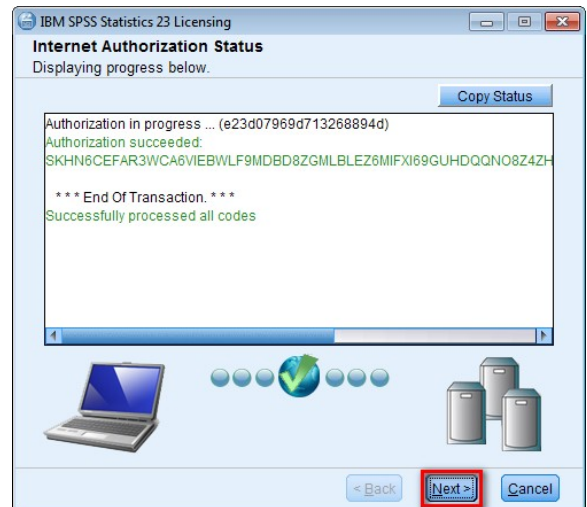 IBM SPSS Statistics 23 Licensing
Internet Authorization Status
Displaying progress below.
Copy Status
Authorization in progress ... (e23d07969d713268894d)
Authorization succeeded:
SKHN6CEFAR3WCA6VIEBWLF9MDBD8ZGMLBLEZ6MIFXI69GUHDQQNO8Z4ZH
* * * End Of Transaction. * * *
Successfully processed all codes
< Back
Next >
Cancel